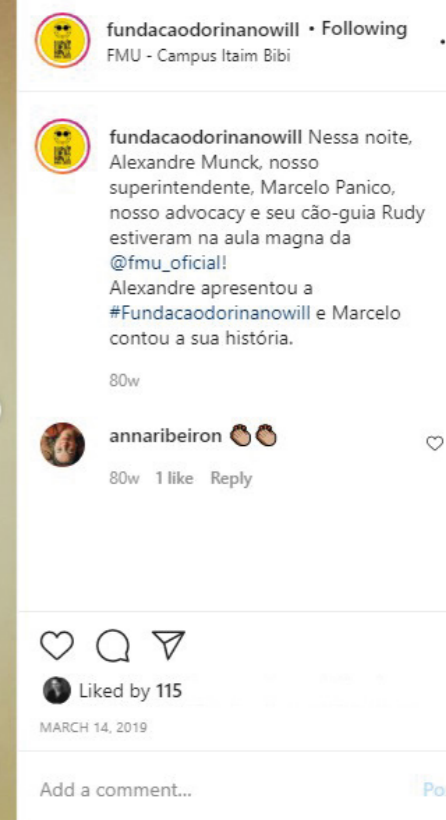 fundacaodorinanowill • Following
FMU - Campus Itaim Bibi
fundacaodorinanowill Nessa noite,
Alexandre Munck, nosso
superintendente, Marcelo Panico,
nosso advocacy e seu cão-guia Rudy
estiveram na aula magna da
@fmu_oficial!
Alexandre apresentou a
#Fundacaodorinanowill e Marcelo
contou a sua história.
80w
annaribeiron 👏👏
80w 1 like Reply
Liked by 115
MARCH 14, 2019
Add a comment...
Po